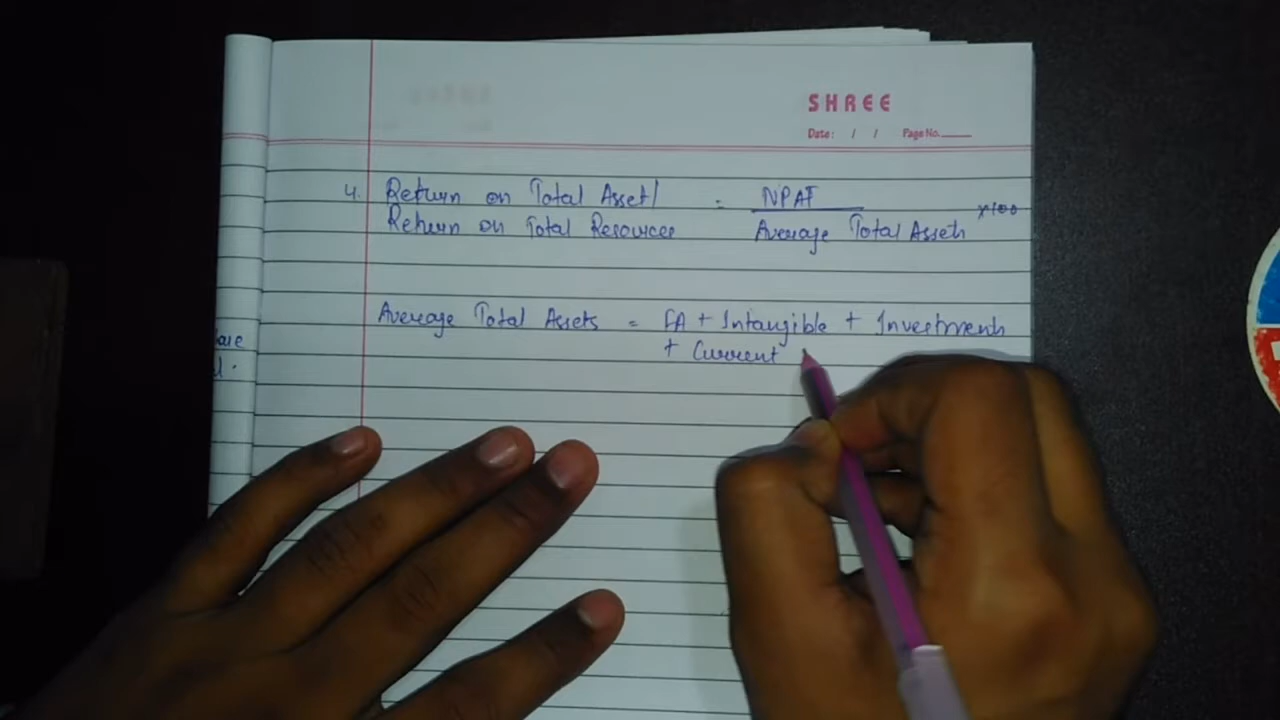 SHREE
Date: / / Page No.
4. Return on Total Asset/ = NPAT x100
Return on Total Resources Average Total Assets
Average Total Assets = FA + Intangible + Investments
+ Current